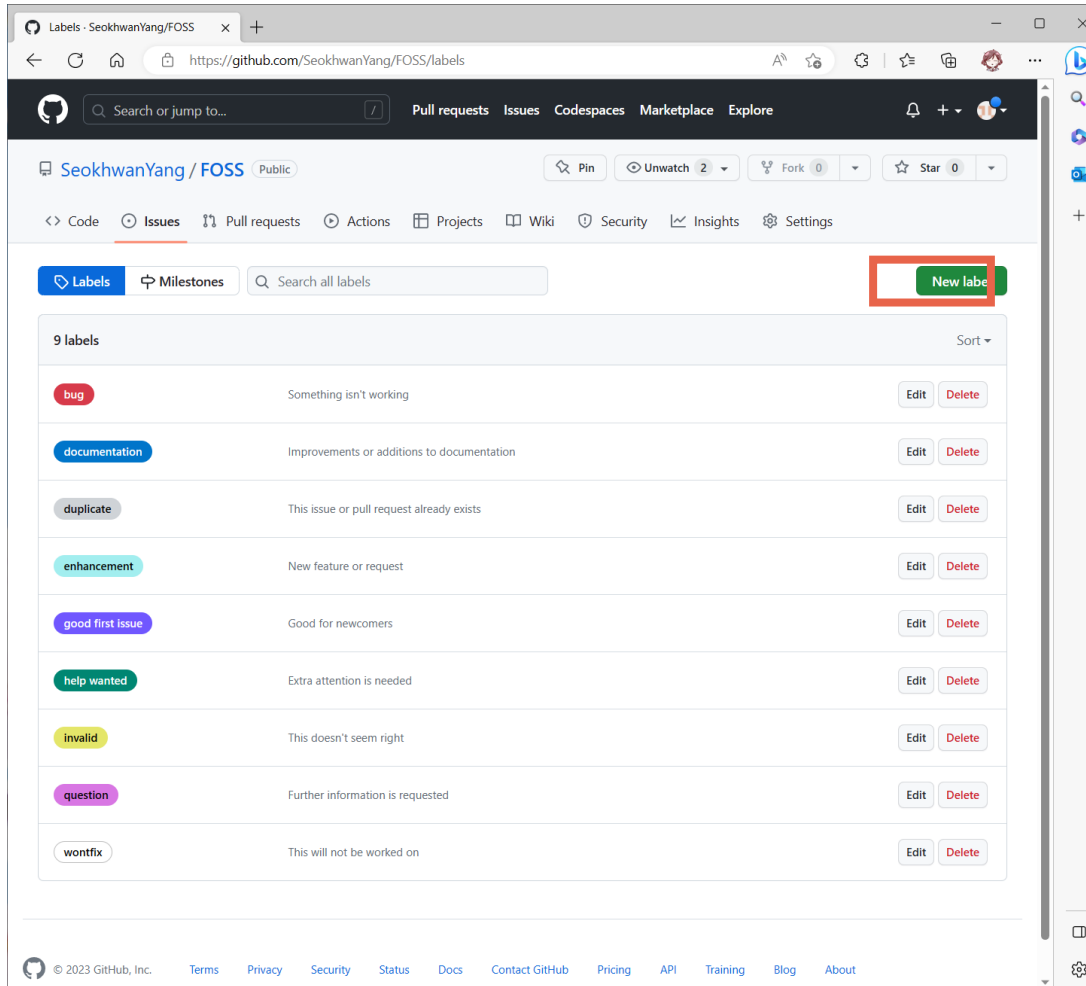 Labels · SeokhwanYang/FOSS
https://github.com/SeokhwanYang/FOSS/labels
Search or jump to... / Pull requests Issues Codespaces Marketplace Explore
SeokhwanYang / FOSS Public Pin Unwatch 2 Fork 0 Star 0
Code Issues Pull requests Actions Projects Wiki Security Insights Settings
Labels Milestones Search all labels New labe
9 labels Sort
bug Something isn't working Edit Delete
documentation Improvements or additions to documentation Edit Delete
duplicate This issue or pull request already exists Edit Delete
enhancement New feature or request Edit Delete
good first issue Good for newcomers Edit Delete
help wanted Extra attention is needed Edit Delete
invalid This doesn't seem right Edit Delete
question Further information is requested Edit Delete
wontfix This will not be worked on Edit Delete
© 2023 GitHub, Inc. Terms Privacy Security Status Docs Contact GitHub Pricing API Training Blog About